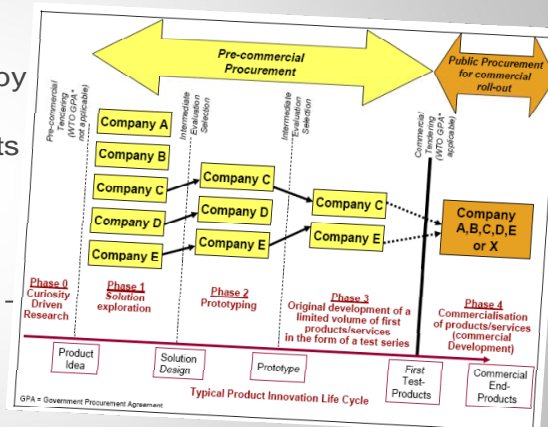 oy
ts
Pre-commercial
Procurement
Public Procurement
for commercial
roll-out
Pre-commercial
Tendering
(WTO GPA*
not applicable)
Intermediate
Evaluation
Selection
Intermediate
Evaluation
Selection
Commercial
Tendering (WTO GPA*
applicable)
Company A
Company B
Company C
Company D
Company E
Company C
Company D
Company E
Company C
Company E
Company
A,B,C,D,E
or X
Phase 0
Curiosity
Driven
Research
Phase 1
Solution
exploration
Phase 2
Prototyping
Phase 3
Original development of a
limited volume of first
products/services
in the form of a test series
Phase 4
Commercialisation
of products/services
(commercial
Development)
Product
Idea
Solution
Design
Prototype
First
Test-
Products
Commercial
End-
Products
Typical Product Innovation Life Cycle
GPA = Government Procurement Agreement